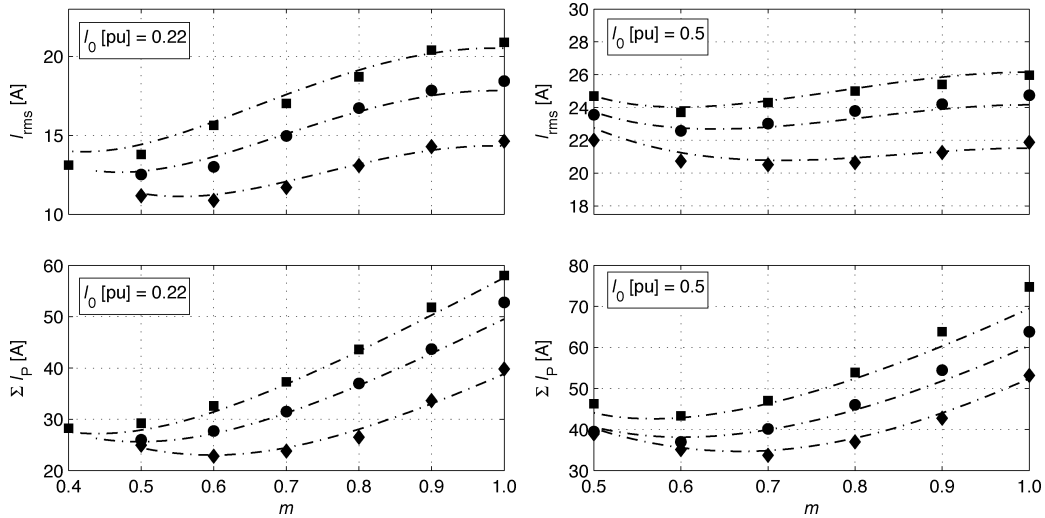 I0 [pu] = 0.22
Irms [A]
20
15
10
I0 [pu] = 0.5
Irms [A]
30
28
26
24
22
20
18
I0 [pu] = 0.22
Σ IP [A]
60
50
40
30
20
0.4 0.5 0.6 0.7 0.8 0.9 1.0
m
I0 [pu] = 0.5
Σ IP [A]
80
70
60
50
40
30
0.5 0.6 0.7 0.8 0.9 1.0
m